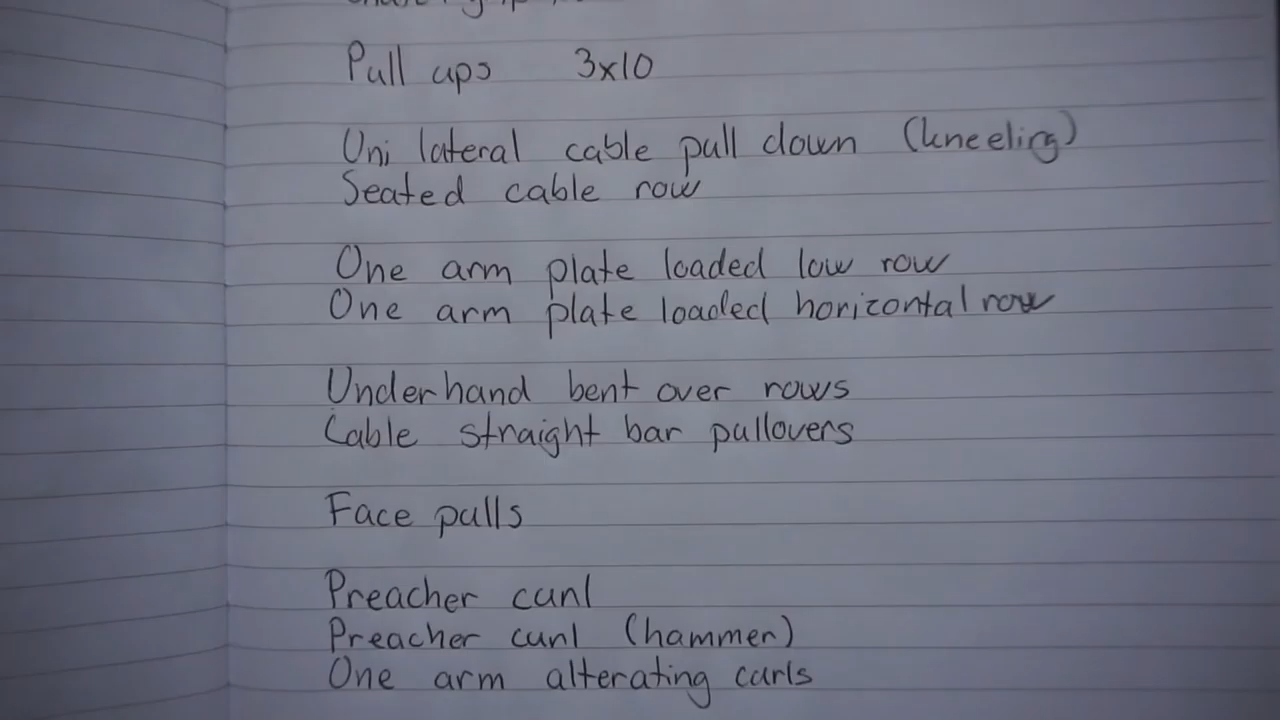 Pull ups 3x10
Uni lateral cable pull down (kneeling)
Seated cable row
One arm plate loaded low row
One arm plate loaded horizontal row
Underhand bent over rows
Cable straight bar pullovers
Face pulls
Preacher curl
Preacher curl (hammer)
One arm alterating curls